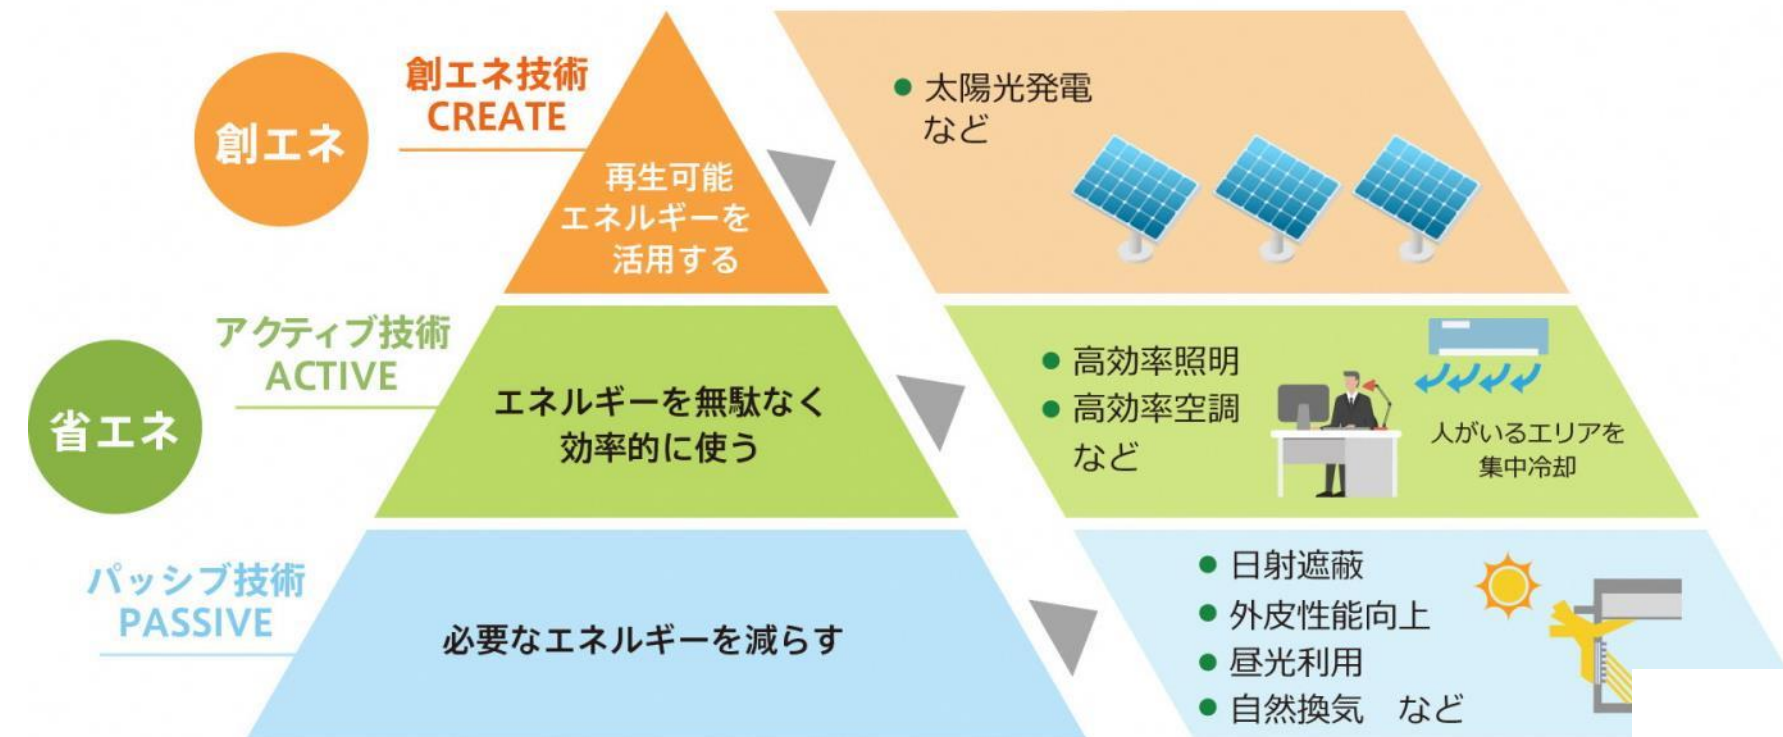 創エネ
創エネ技術
CREATE
再生可能
エネルギーを
活用する
● 太陽光発電
など
省エネ
アクティブ技術
ACTIVE
エネルギーを無駄なく
効率的に使う
● 高効率照明
● 高効率空調
など
人がいるエリアを
集中冷却
パッシブ技術
PASSIVE
必要なエネルギーを減らす
● 日射遮蔽
● 外皮性能向上
● 昼光利用
● 自然換気　など